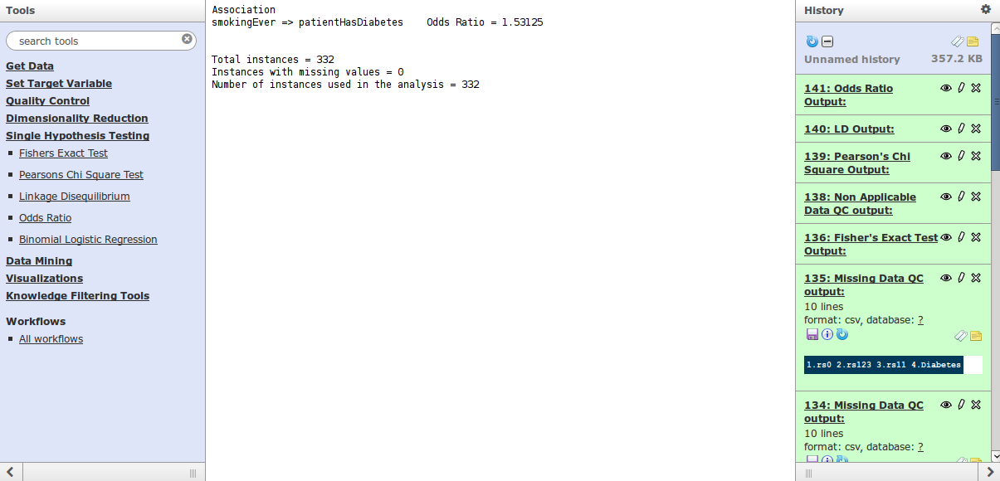 Tools
search tools
Get Data
Set Target Variable
Quality Control
Dimensionality Reduction
Single Hypothesis Testing
Fishers Exact Test
Pearsons Chi Square Test
Linkage Disequilibrium
Odds Ratio
Binomial Logistic Regression
Data Mining
Visualizations
Knowledge Filtering Tools
Workflows
All workflows
Association
smokingEver => patientHasDiabetes    Odds Ratio = 1.53125
Total instances = 332
Instances with missing values = 0
Number of instances used in the analysis = 332
History
Unnamed history 357.2 KB
141: Odds Ratio
Output:
140: LD Output:
139: Pearson's Chi
Square Output:
138: Non Applicable
Data QC output:
136: Fisher's Exact Test
Output:
135: Missing Data QC
output:
10 lines
format: csv, database: ?
1.rs0 2.rs123 3.rs11 4.Diabetes
134: Missing Data QC
output:
10 lines
format: csv, database: ?